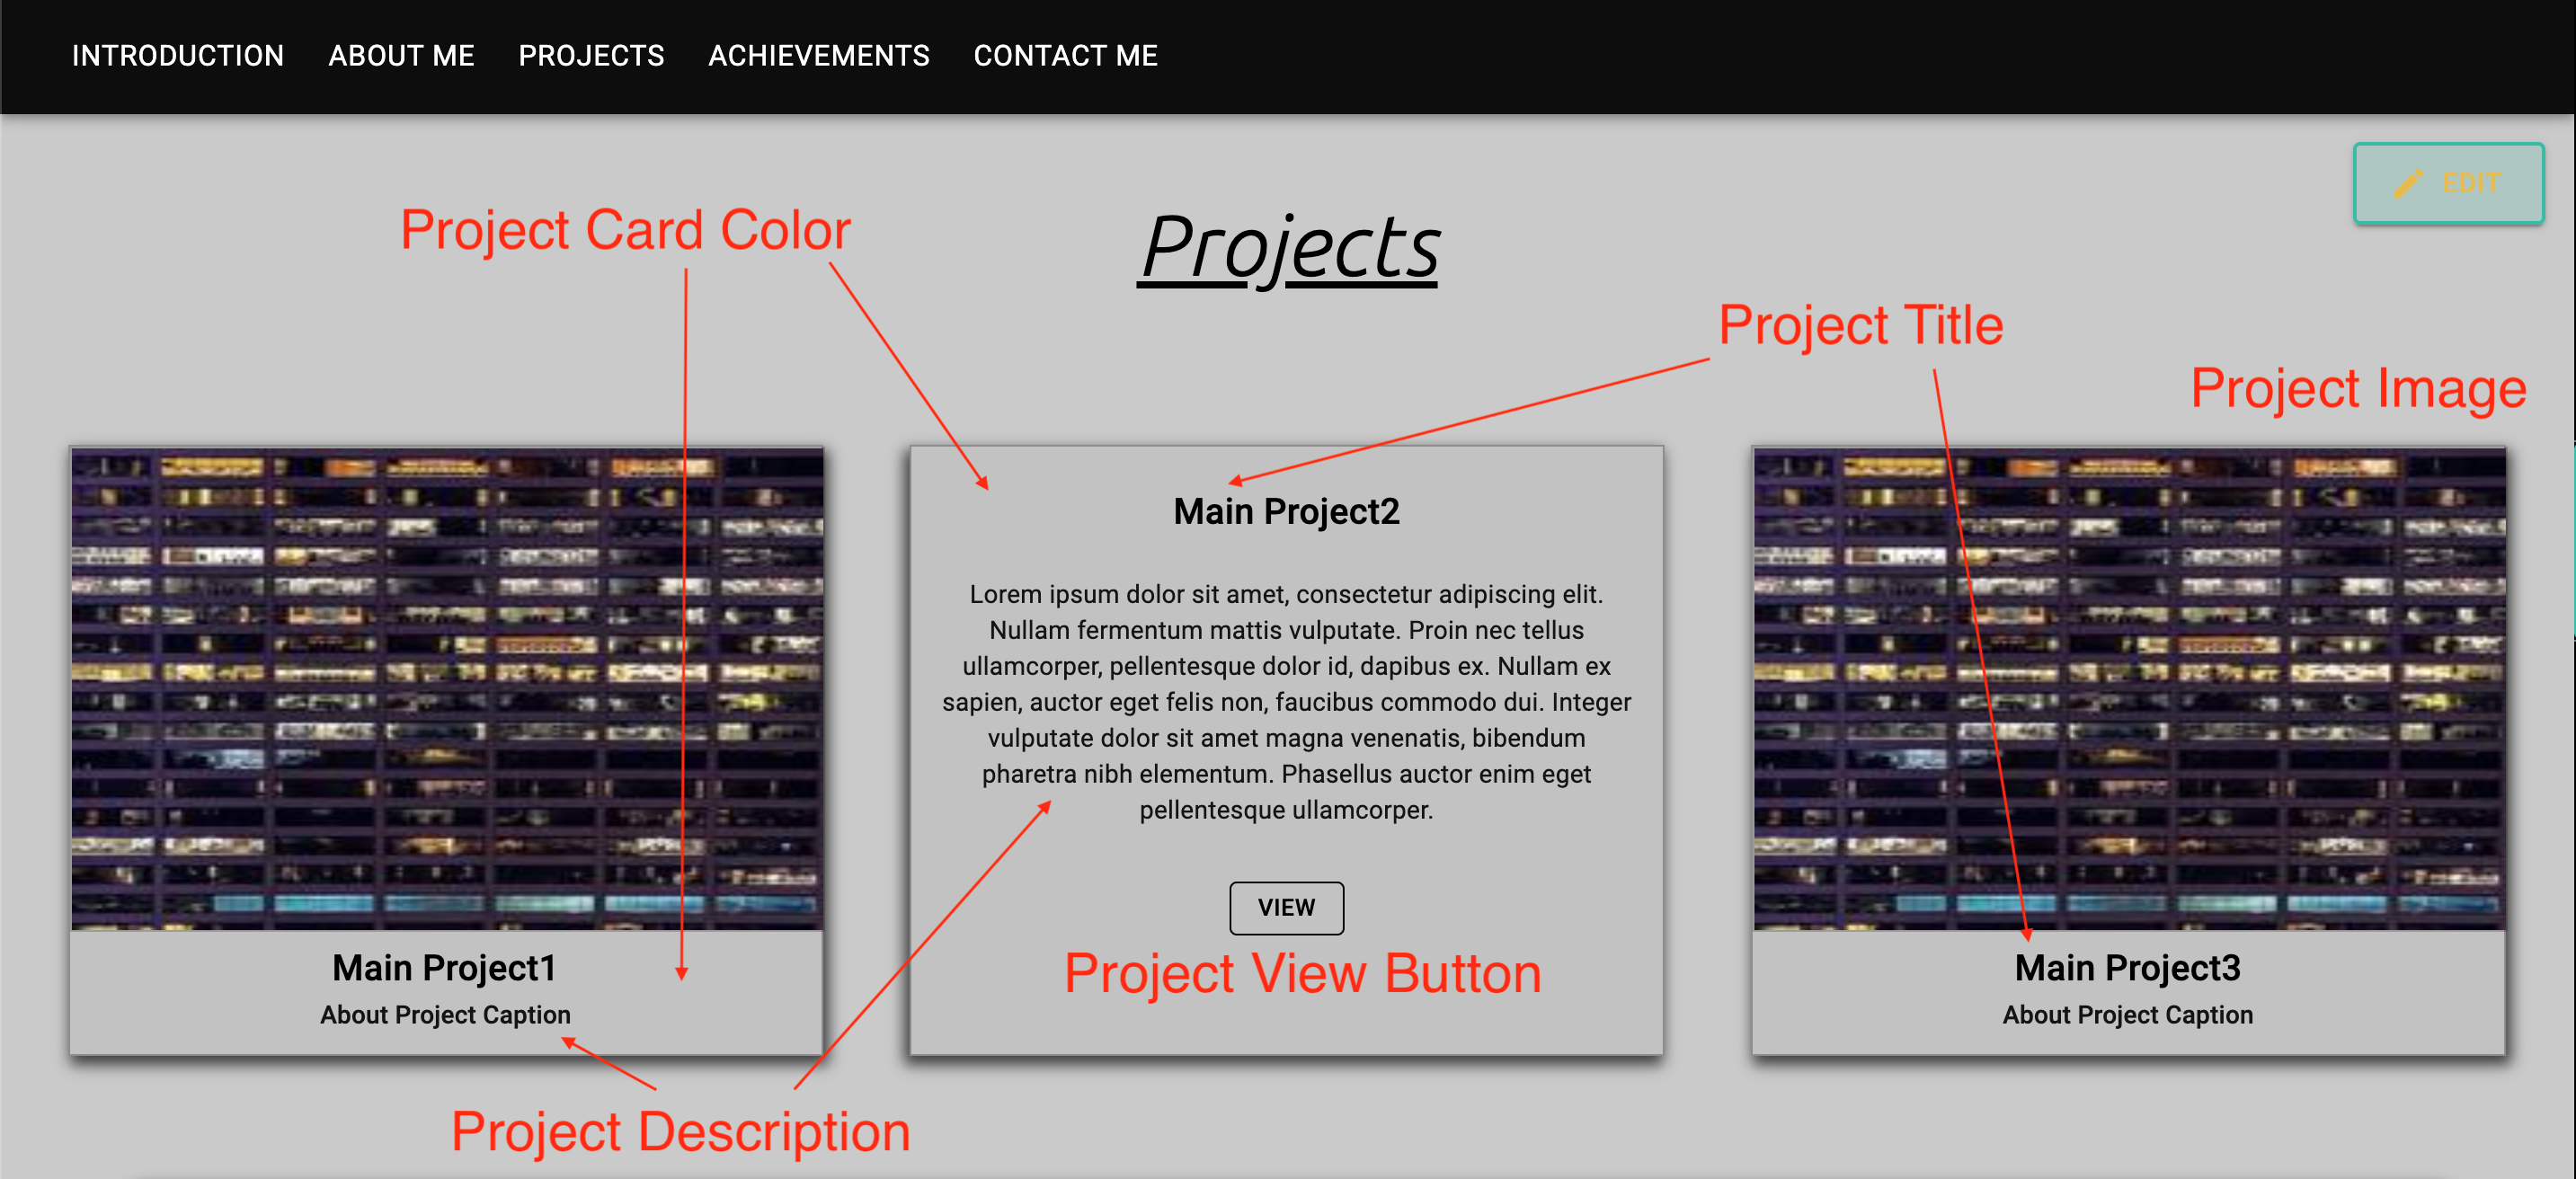 INTRODUCTION ABOUT ME PROJECTS ACHIEVEMENTS CONTACT ME
EDIT
Project Card Color
Projects
Project Title
Project Image
Main Project2
Lorem ipsum dolor sit amet, consectetur adipiscing elit.
Nullam fermentum mattis vulputate. Proin nec tellus
ullamcorper, pellentesque dolor id, dapibus ex. Nullam ex
sapien, auctor eget felis non, faucibus commodo dui. Integer
vulputate dolor sit amet magna venenatis, bibendum
pharetra nibh elementum. Phasellus auctor enim eget
pellentesque ullamcorper.
VIEW
Project View Button
Main Project1
About Project Caption
Main Project3
About Project Caption
Project Description